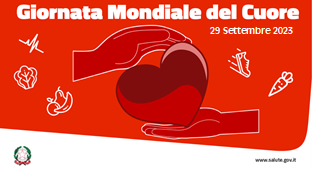 Giornata Mondiale del Cuore
29 Settembre 2023
www.salute.gov.it